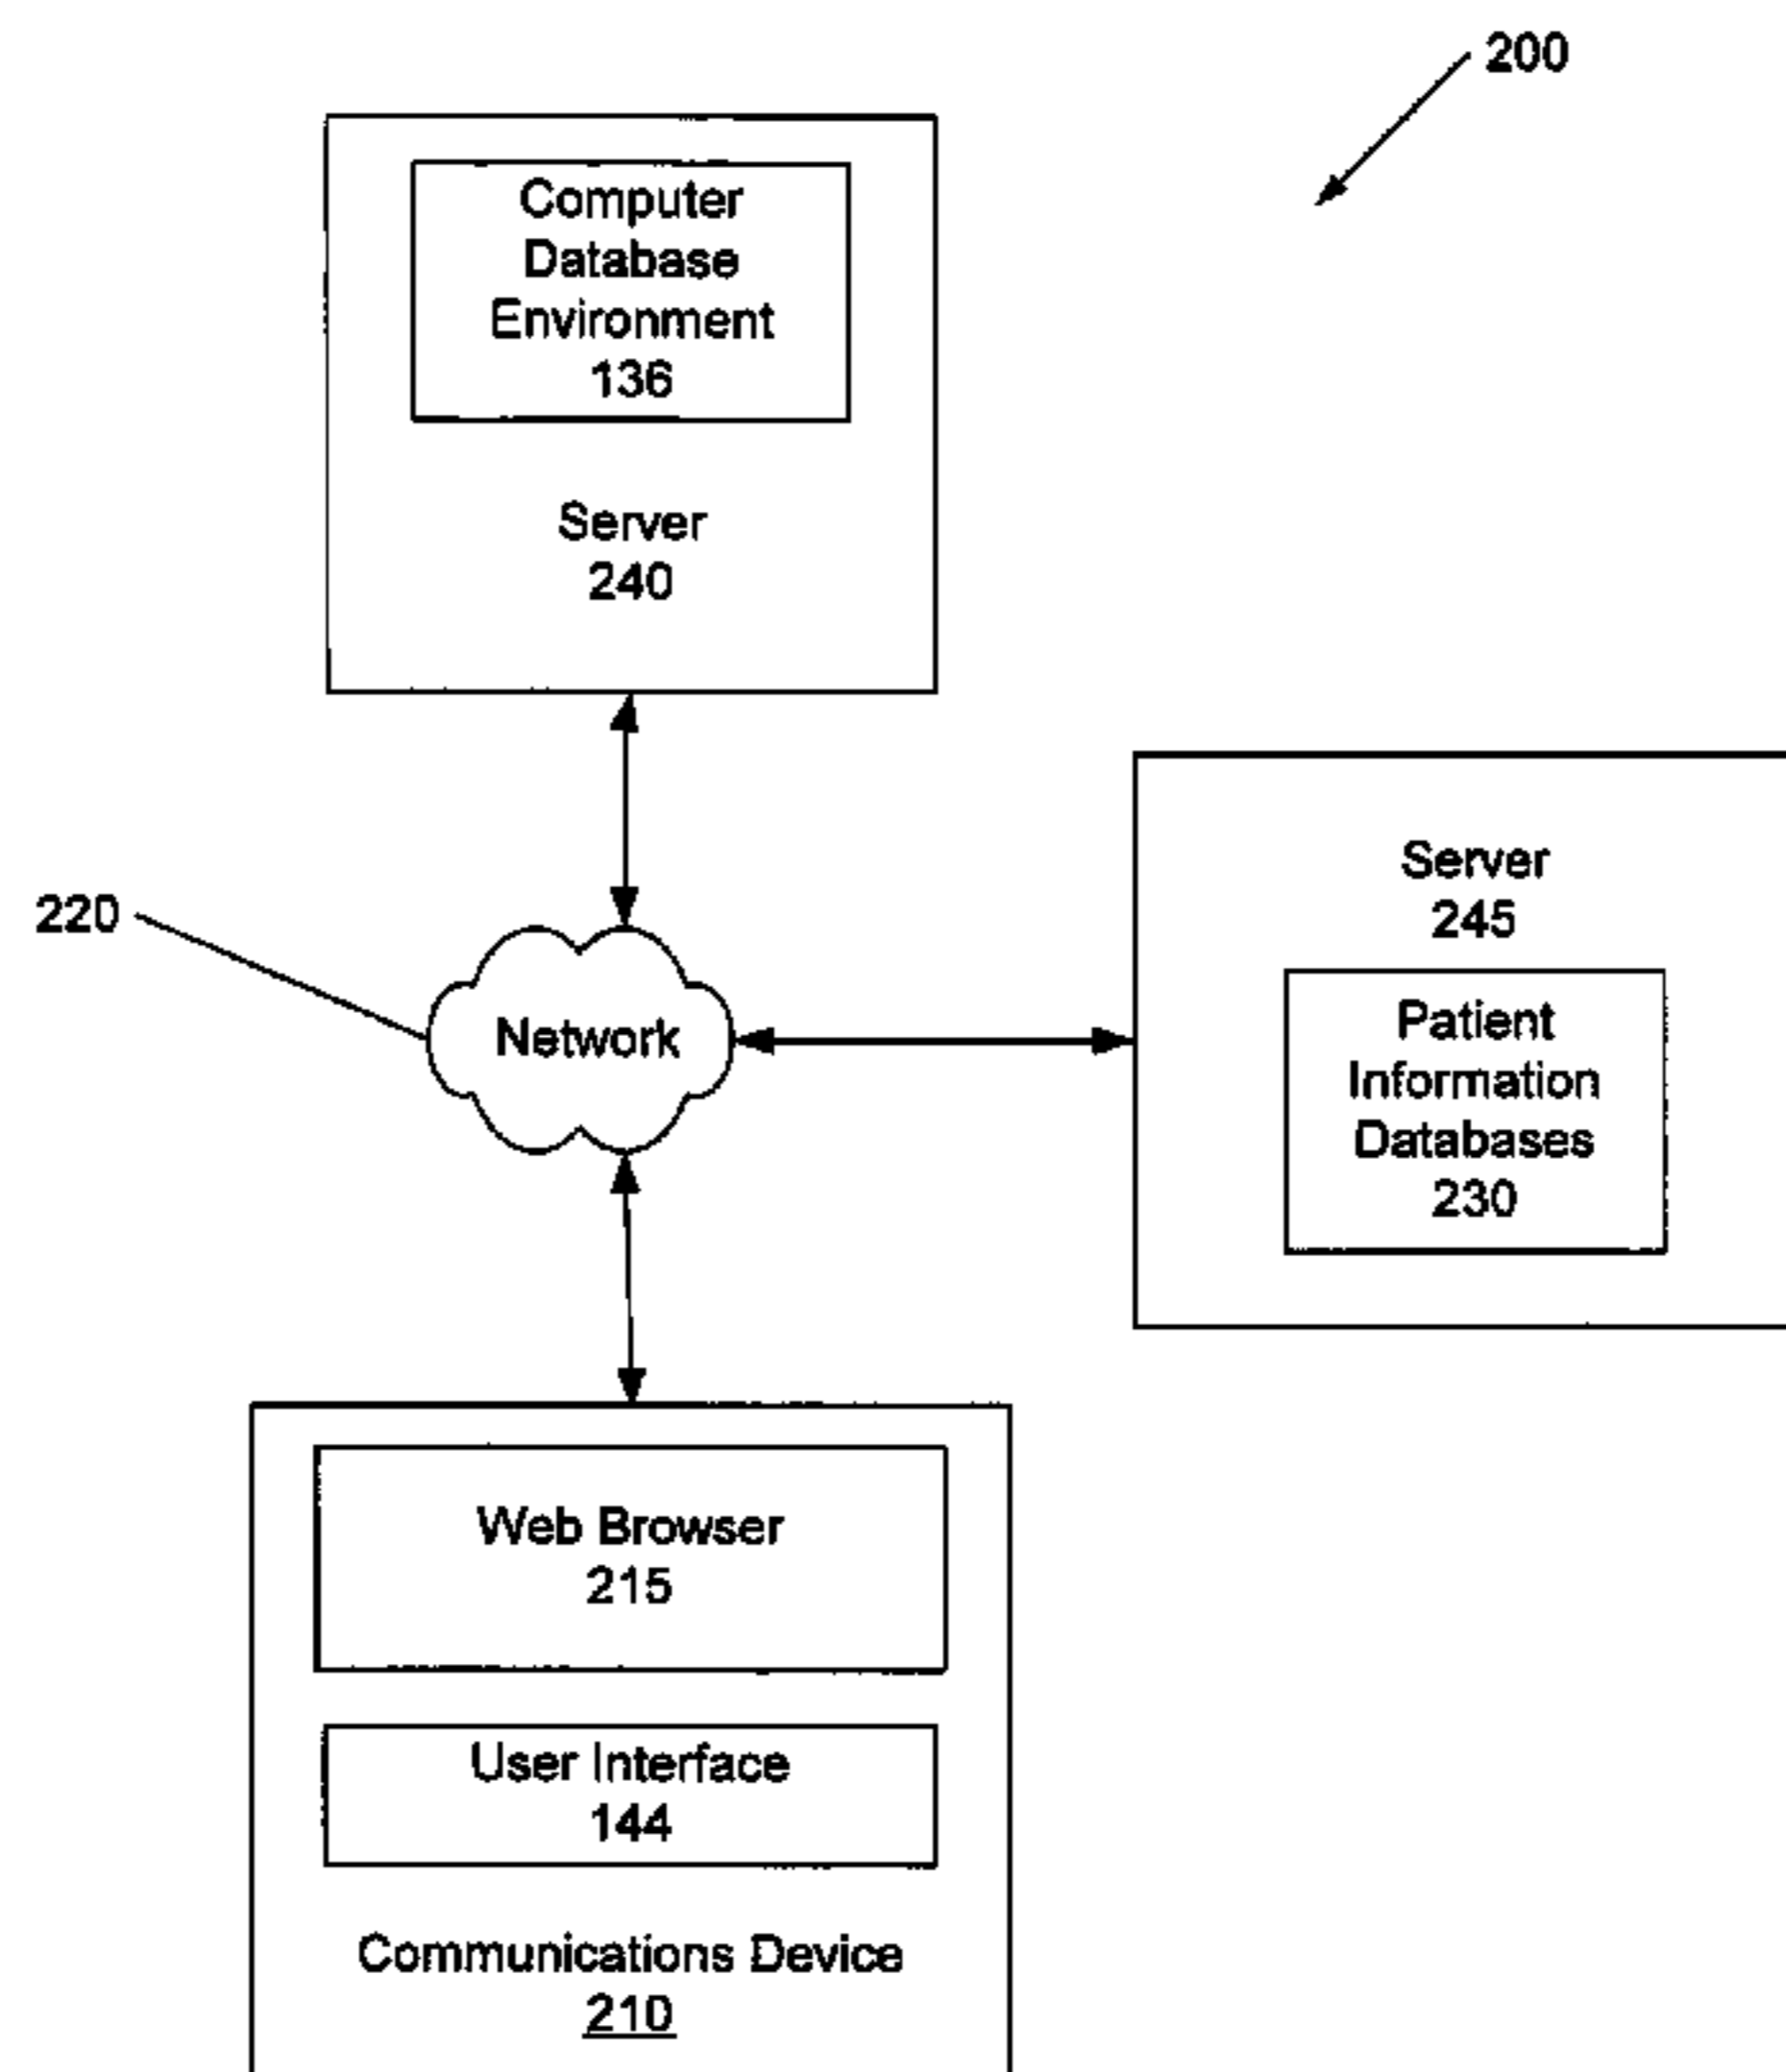 200
Computer
Database
Environment
136
Server
240
Server
245
220
Network
Patient
Information
Databases
230
Web Browser
215
User Interface
144
Communications Device
210